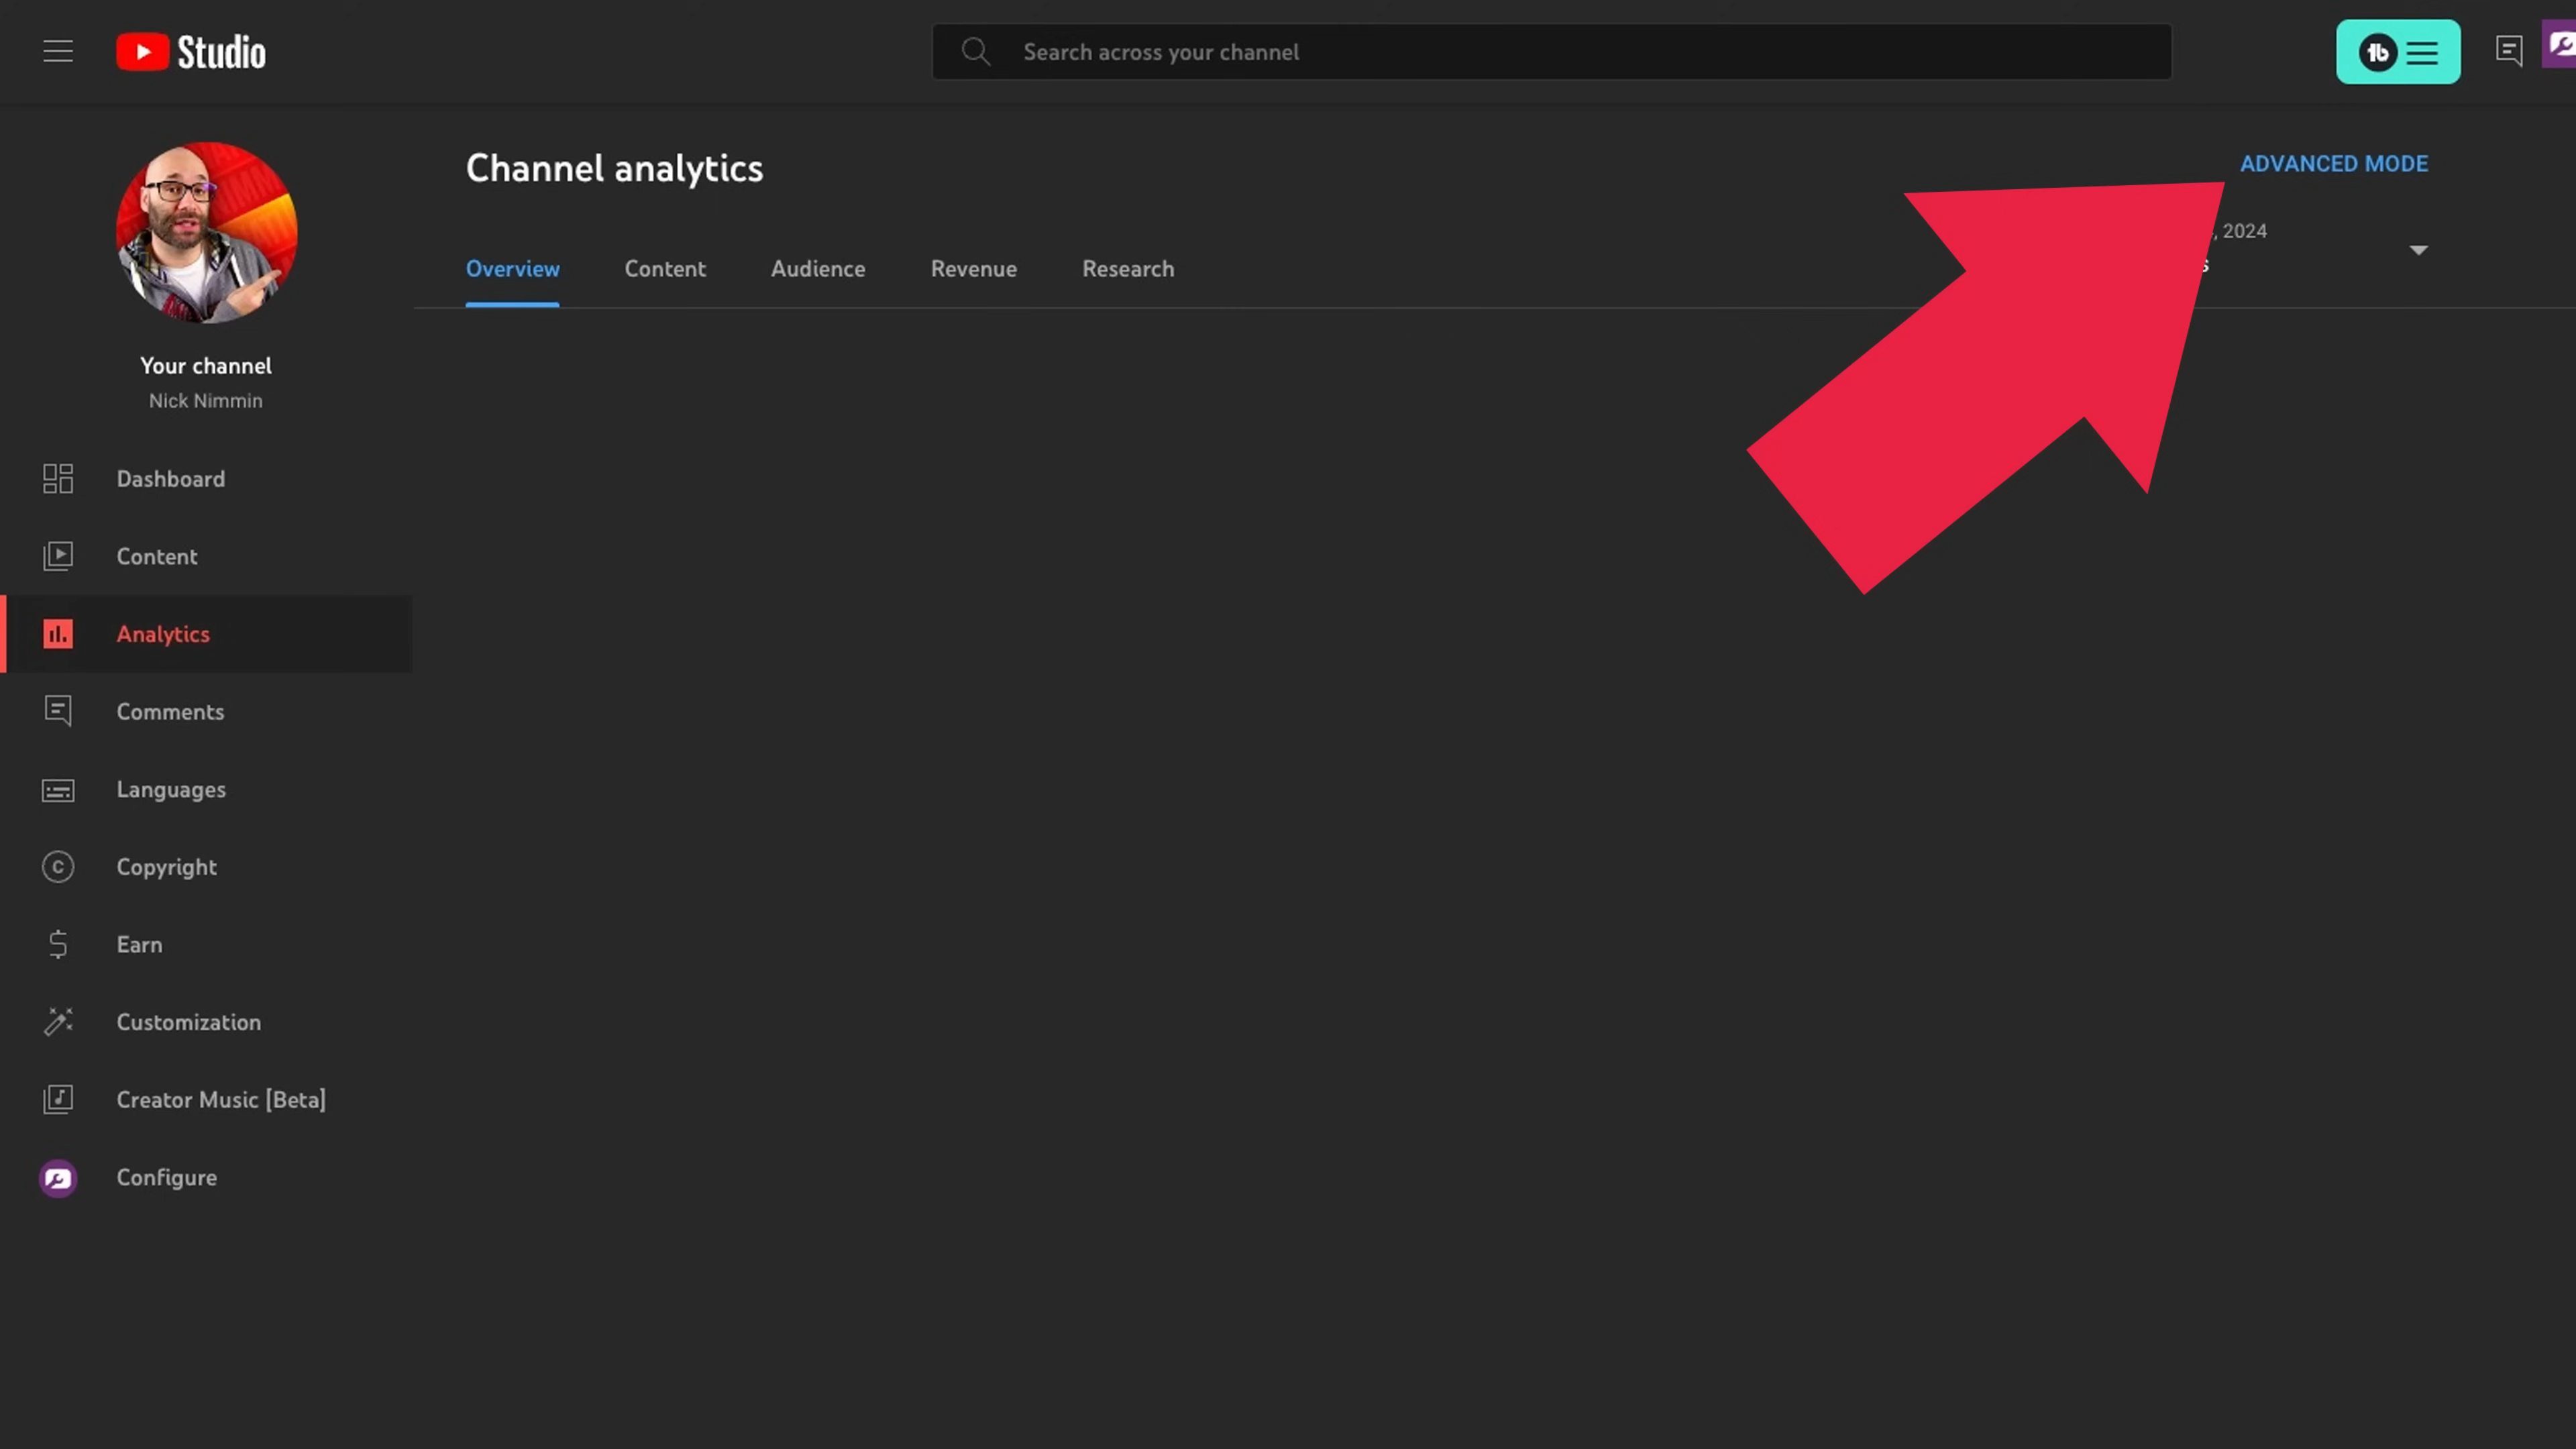 Studio
Search across your channel
Channel analytics
ADVANCED MODE
, 2024
s
Overview
Content
Audience
Revenue
Research
Your channel
Nick Nimmin
Dashboard
Content
Analytics
Comments
Languages
Copyright
Earn
Customization
Creator Music [Beta]
Configure